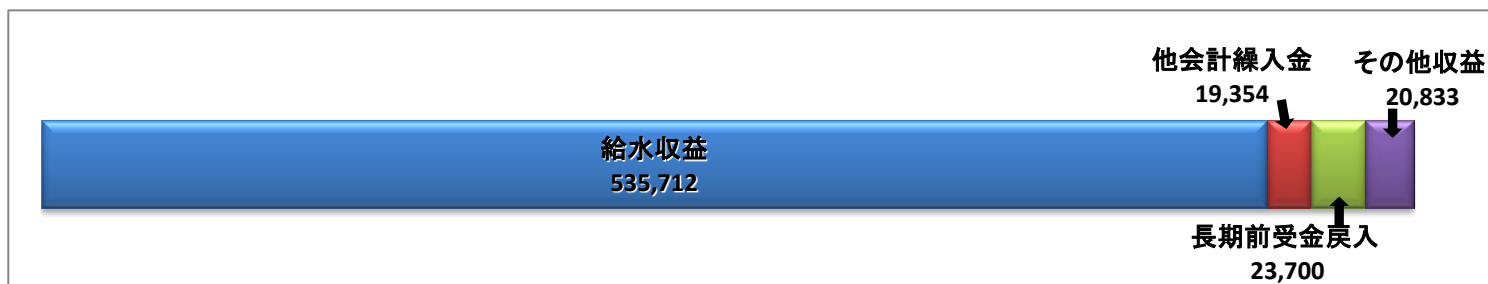 他会計繰入金
19,354
その他収益
20,833
給水収益
535,712
長期前受金戻入
23,700